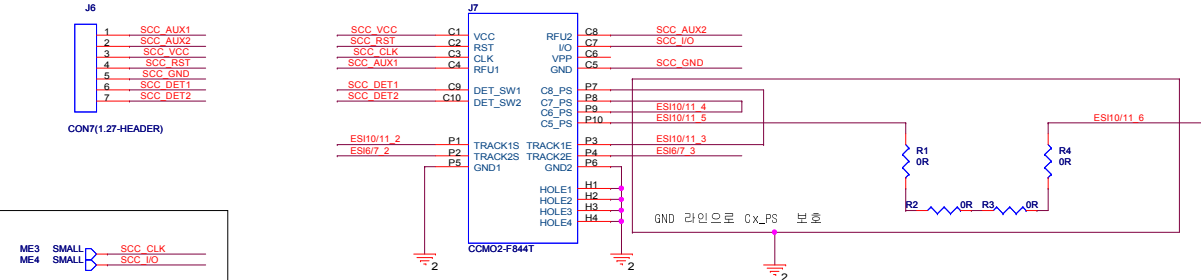 J6
1 SCC_AUX1
2 SCC_AUX2
3 SCC_VCC
4 SCC_RST
5 SCC_GND
6 SCC_DET1
7 SCC_DET2
CON7(1.27-HEADER)
J7
SCC_VCC C1 VCC
SCC_RST C2 RST
SCC_CLK C3 CLK
SCC_AUX1 C4 RFU1
SCC_DET1 C9 DET_SW1
SCC_DET2 C10 DET_SW2
ESI10/11_2 P1 TRACK1S
ESI6/7_2 P2 TRACK2S
P5 GND1
RFU2 C8 SCC_AUX2
I/O C7 SCC_I/O
VPP C6
GND C5 SCC_GND
C8_PS P7
C7_PS P8
C6_PS P9 ESI10/11_4
C5_PS P10 ESI10/11_5
TRACK1E P3 ESI10/11_3
TRACK2E P4 ESI6/7_3
GND2 P6
HOLE1 H1
HOLE2 H2
HOLE3 H3
HOLE4 H4
CCMO2-F844T
2
2
ESI10/11_6
R1
0R
R4
0R
R2 0R R3 0R
GND 라인으로 Cx_PS 보호
2
ME3 SMALL SCC_CLK
ME4 SMALL SCC_I/O